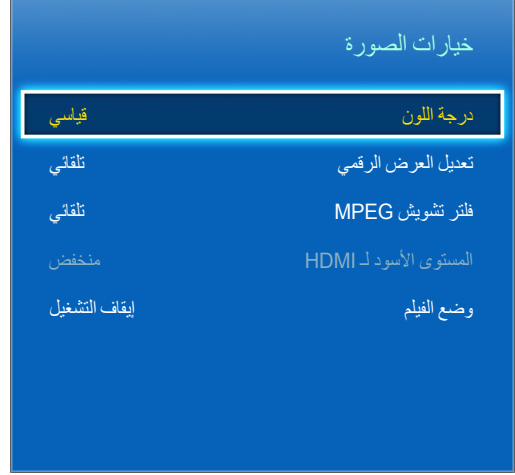 خيارات الصورة
درجة اللون قياسي
تعديل العرض الرقمي تلقائي
فلتر تشويش MPEG تلقائي
المستوى الأسود لـ HDMI منخفض
وضع الفيلم إيقاف التشغيل